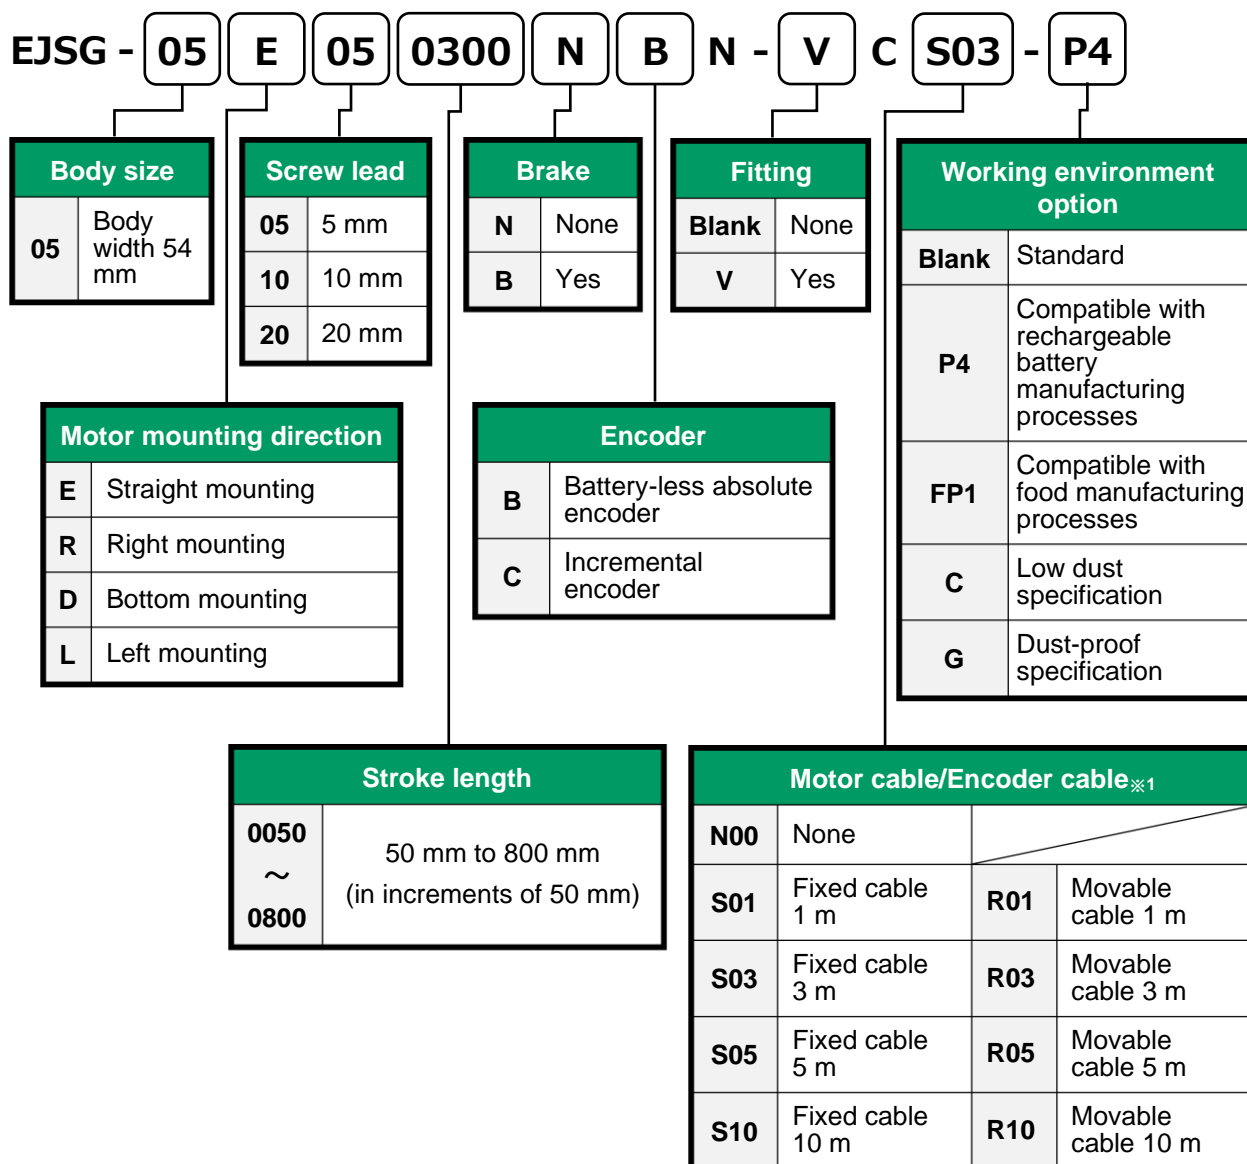 EJSG - 05 E 05 0300 N B N - V C S03 - P4
Body size
05
Body
width 54
mm
Screw lead
05 5 mm
10 10 mm
20 20 mm
Brake
N None
B Yes
Fitting
Blank None
V Yes
Working environment
option
Blank Standard
P4
Compatible with
rechargeable
battery
manufacturing
processes
FP1
Compatible with
food manufacturing
processes
C
Low dust
specification
G
Dust-proof
specification
Motor mounting direction
E Straight mounting
R Right mounting
D Bottom mounting
L Left mounting
Encoder
B
Battery-less absolute
encoder
C
Incremental
encoder
Stroke length
0050
~
0800
50 mm to 800 mm
(in increments of 50 mm)
Motor cable/Encoder cable※1
N00 None
S01
Fixed cable
1 m
R01
Movable
cable 1 m
S03
Fixed cable
3 m
R03
Movable
cable 3 m
S05
Fixed cable
5 m
R05
Movable
cable 5 m
S10
Fixed cable
10 m
R10
Movable
cable 10 m